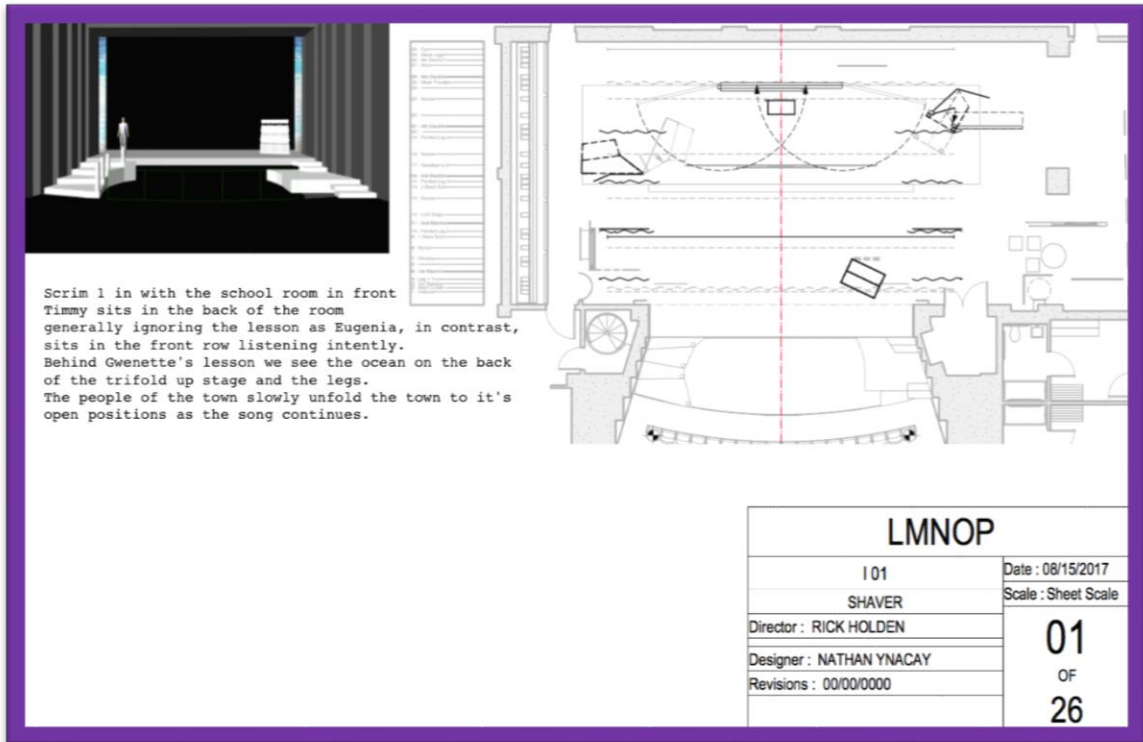 Scrim 1 in with the school room in front
Timmy sits in the back of the room
generally ignoring the lesson as Eugenia, in contrast,
sits in the front row listening intently.
Behind Gwenette's lesson we see the ocean on the back
of the trifold up stage and the legs.
The people of the town slowly unfold the town to it's
open positions as the song continues.
LMNOP
I 01
SHAVER
Director : RICK HOLDEN
Designer : NATHAN YNACAY
Revisions : 00/00/0000
Date : 08/15/2017
Scale : Sheet Scale
01
OF
26